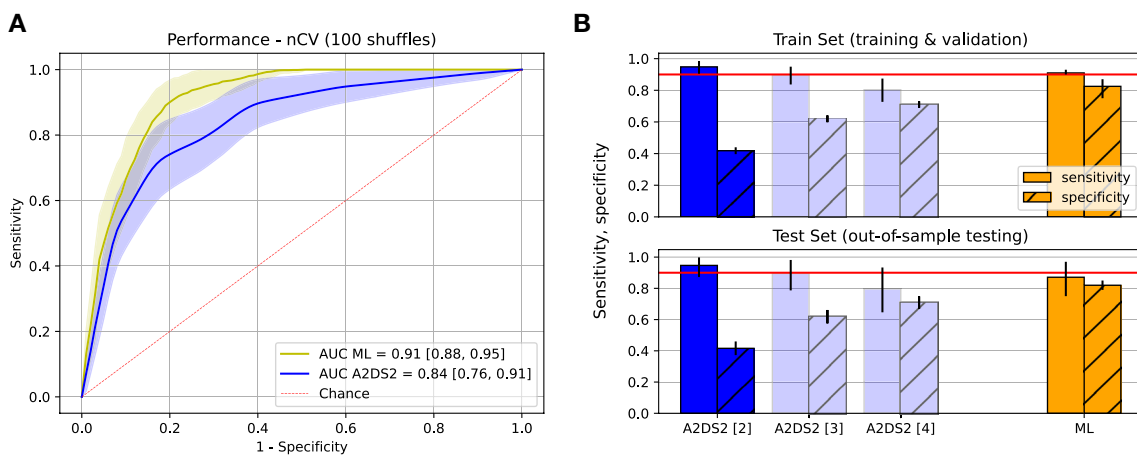 A
Performance - nCV (100 shuffles)
1.0
0.8
0.6
0.4
0.2
0.0
Sensitivity
AUC ML = 0.91 [0.88, 0.95]
AUC A2DS2 = 0.84 [0.76, 0.91]
Chance
0.0 0.2 0.4 0.6 0.8 1.0
1 - Specificity
B
Train Set (training & validation)
1.0
0.8
0.6
0.4
0.2
0.0
sensitivity
specificity
Sensitivity, specificity
Test Set (out-of-sample testing)
1.0
0.8
0.6
0.4
0.2
0.0
A2DS2 [2] A2DS2 [3] A2DS2 [4] ML